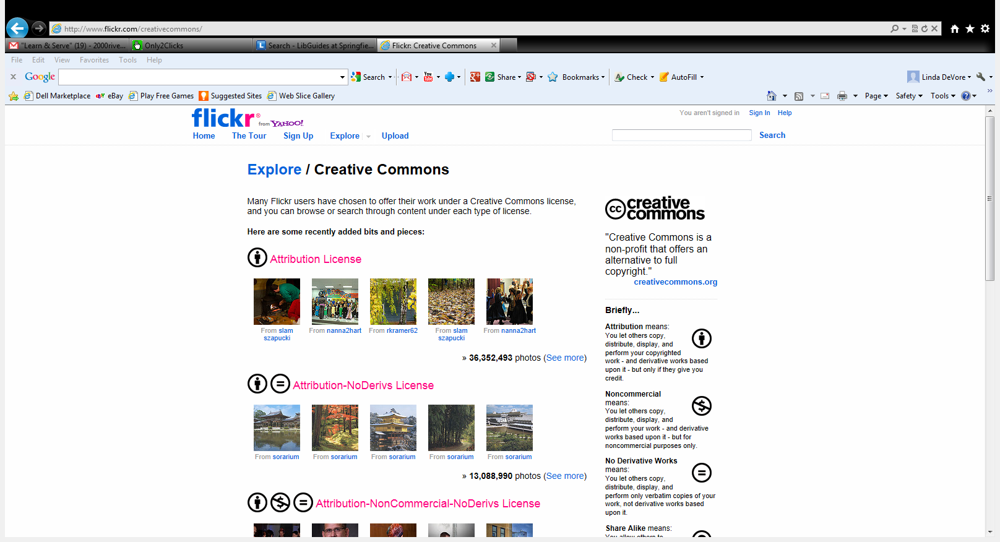 http://www.flickr.com/creativecommons/
"Learn & Serve" (19) - 2000rive...
Only2Clicks
Search - LibGuides at Springfie...
Flickr: Creative Commons
File Edit View Favorites Tools Help
x Google Search Share Bookmarks Check AutoFill Linda DeVore
Dell Marketplace eBay Play Free Games Suggested Sites Web Slice Gallery Page Safety Tools
flickr® from YAHOO!
You aren't signed in Sign In Help
Home The Tour Sign Up Explore Upload
Search
Explore / Creative Commons
Many Flickr users have chosen to offer their work under a Creative Commons license,
and you can browse or search through content under each type of license.
Here are some recently added bits and pieces:
Attribution License
From slam
szapucki
From nanna2hart
From rkramer62
From slam
szapucki
From nanna2hart
» 36,352,493 photos (See more)
Attribution-NoDerivs License
From sorarium
From sorarium
From sorarium
From sorarium
From sorarium
» 13,088,990 photos (See more)
Attribution-NonCommercial-NoDerivs License
cc creative
commons
"Creative Commons is a
non-profit that offers an
alternative to full
copyright."
creativecommons.org
Briefly...
Attribution means:
You let others copy,
distribute, display, and
perform your copyrighted
work - and derivative works based
upon it - but only if they give you
credit.
Noncommercial
means:
You let others copy,
distribute, display, and
perform your work - and derivative
works based upon it - but for
noncommercial purposes only.
No Derivative Works
means:
You let others copy,
distribute, display, and
perform only verbatim copies of your
work, not derivative works based
upon it.
Share Alike means:
You allow others to